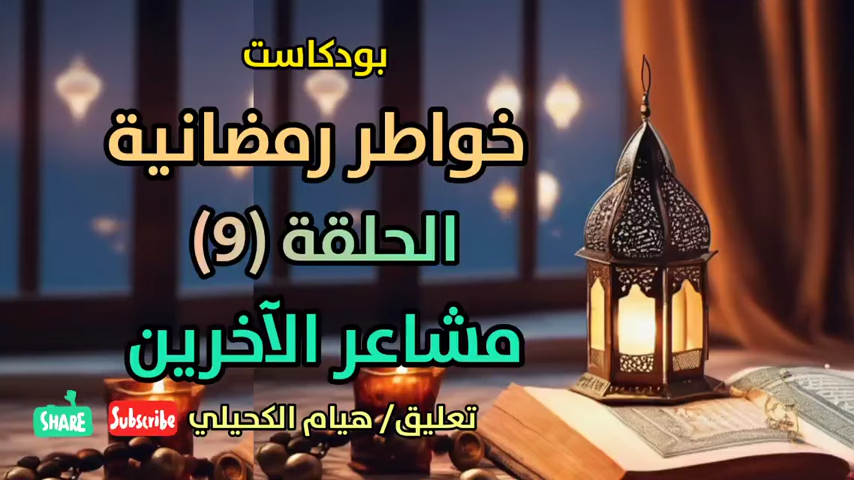 بودكاست
خواطر رمضانية
الحلقة (9)
مشاعر الآخرين
تعليق/ هيام الكحيلي
Subscribe
SHARE